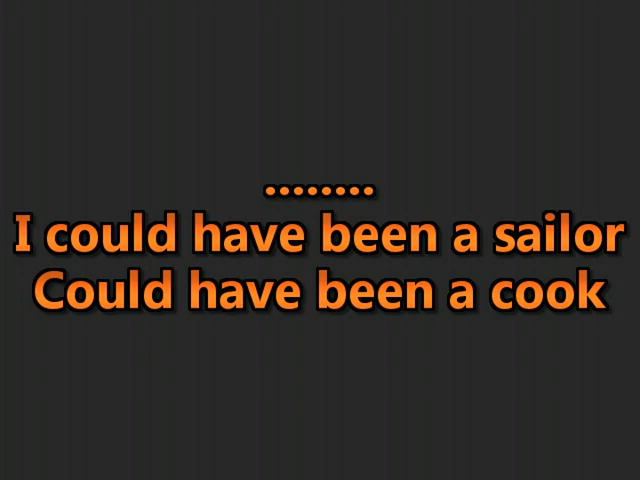 ........
I could have been a sailor
Could have been a cook